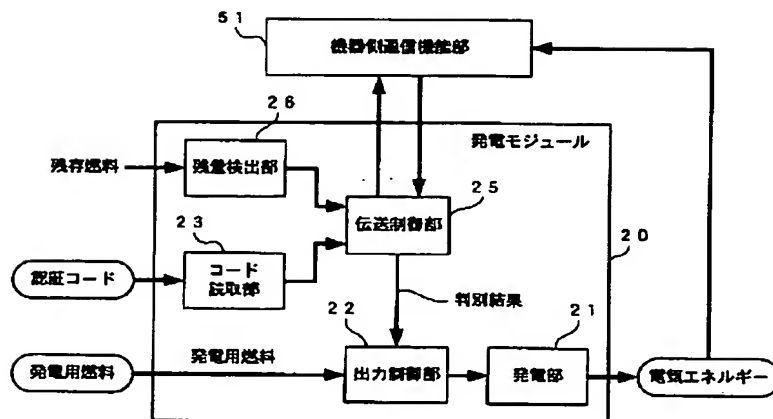 51
機器側通信機能部
26
発電モジュール
残存燃料
残量検出部
25
伝送制御部
23
20
認証コード
コード
読取部
判別結果
22
21
発電用燃料
発電用燃料
出力制御部
発電部
電気エネルギー